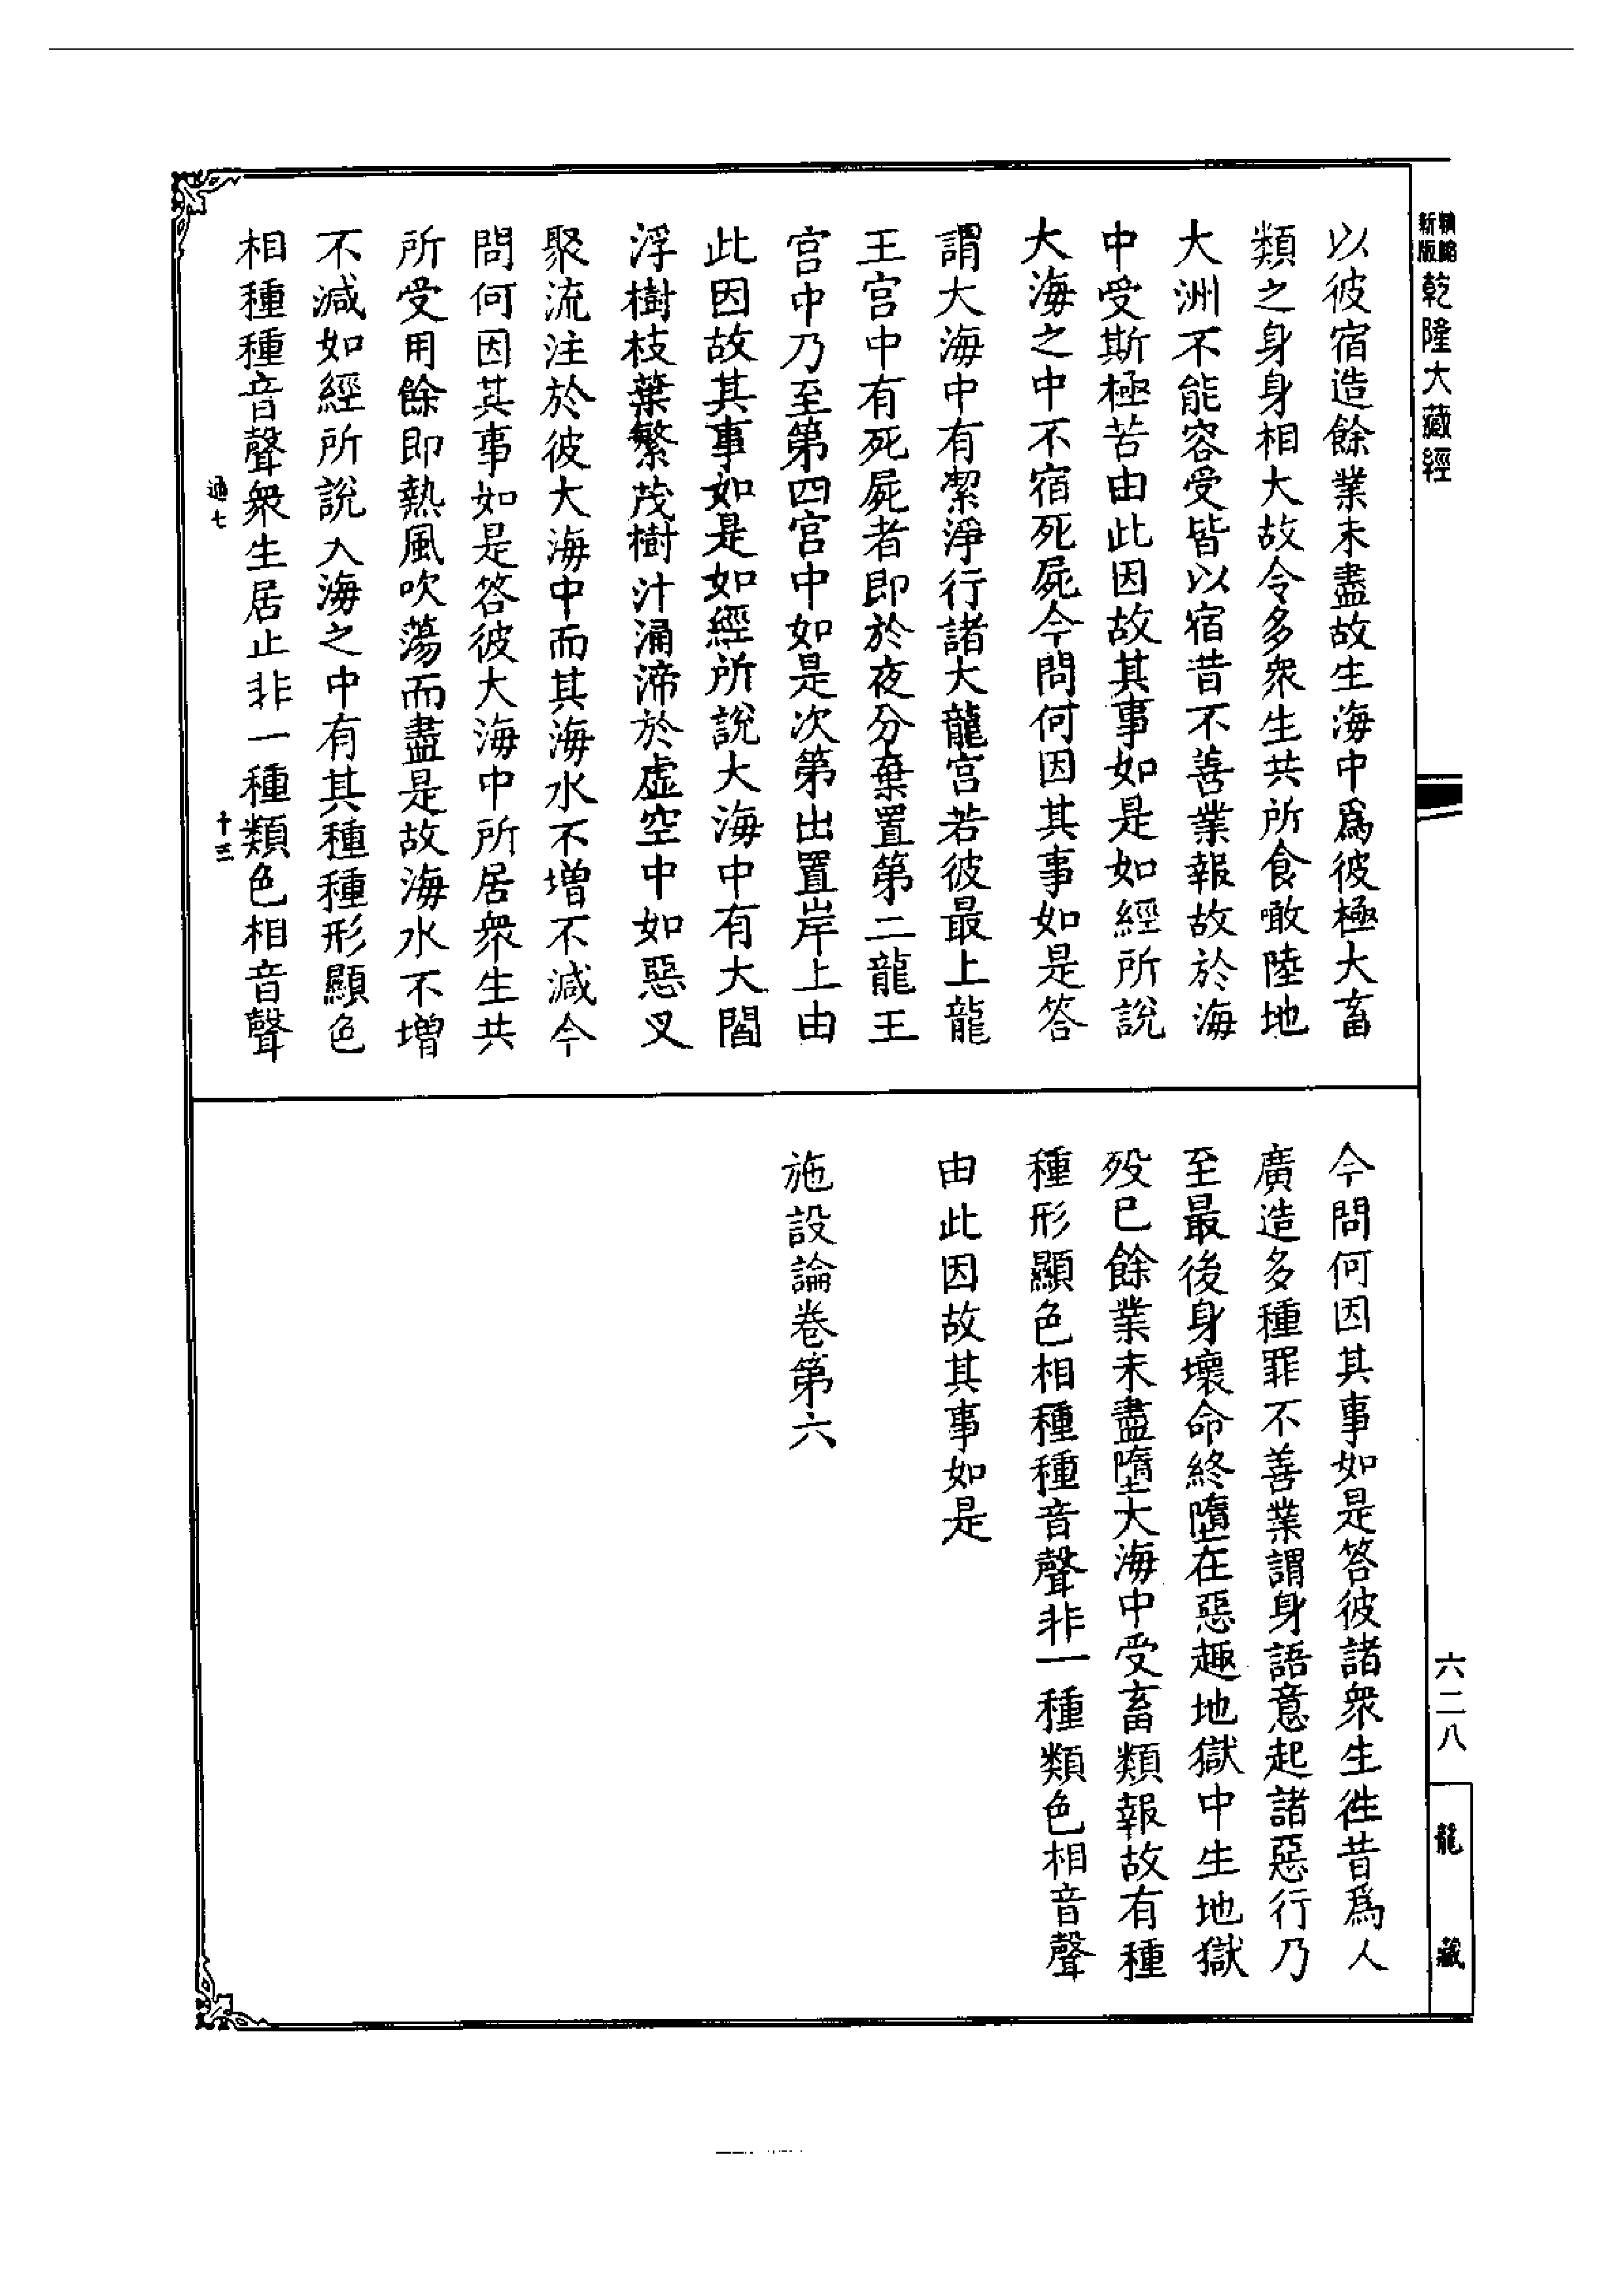 新版精縮乾隆大藏經
以彼宿造餘業未盡故生海中爲彼極大畜
類之身身相大故令多衆生共所食噉陸地
大洲不能容受皆以宿昔不善業報故於海
中受斯極苦由此因故其事如是如經所說
大海之中不宿死屍今問何因其事如是答
謂大海中有潔淨行諸大龍宮若彼最上龍
王宮中有死屍者即於夜分棄置第二龍王
宮中乃至第四宮中如是次第出置岸上由
此因故其事如是如經所說大海中有大閻
浮樹枝葉繁茂樹汁涌渧於虛空中如惡叉
聚流注於彼大海中而其海水不增不減今
問何因其事如是答彼大海中所居衆生共
所受用餘即熱風吹蕩而盡是故海水不增
不減如經所說入海之中有其種種形顯色
相種種音聲衆生居止非一種類色相音聲
通七 十三
今問何因其事如是答彼諸衆生徃昔爲人
廣造多種罪不善業謂身語意起諸惡行乃
至最後身壞命終墮在惡趣地獄中生地獄
歿已餘業未盡墮大海中受畜類報故有種
種形顯色相種種音聲非一種類色相音聲
由此因故其事如是
施設論卷第六
六二八
龍藏